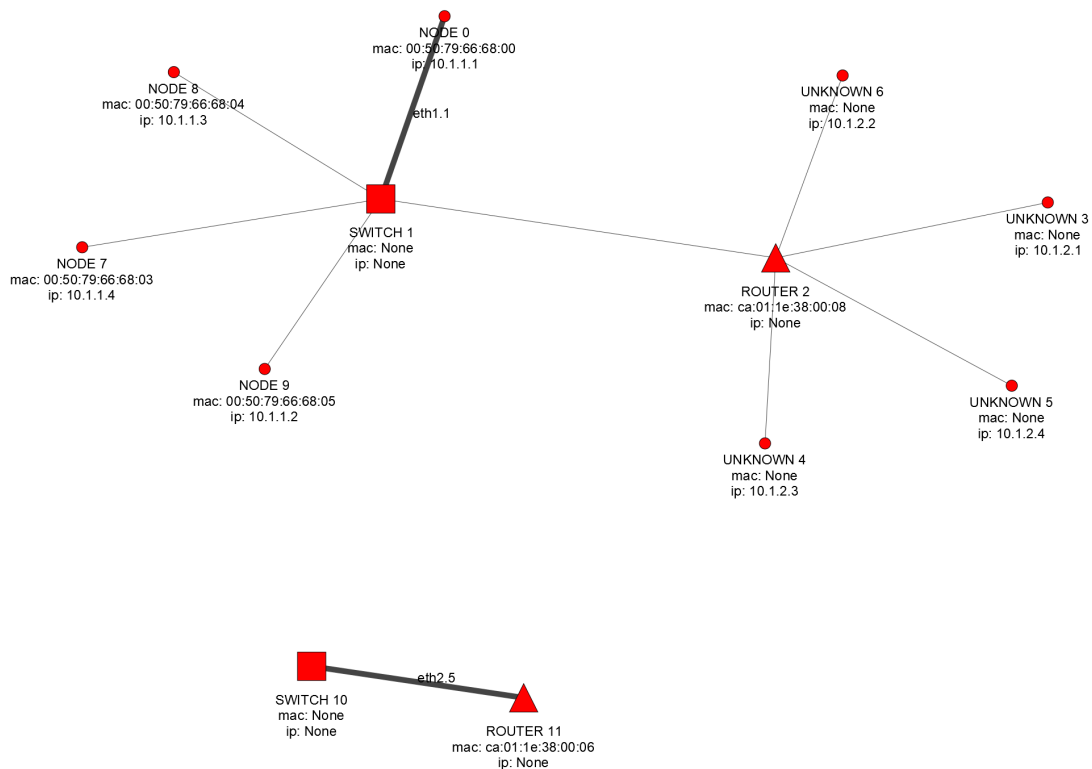 NODE 0
mac: 00:50:79:66:68:00
ip: 10.1.1.1
NODE 8
mac: 00:50:79:66:68:04
ip: 10.1.1.3
UNKNOWN 6
mac: None
ip: 10.1.2.2
eth1.1
SWITCH 1
mac: None
ip: None
UNKNOWN 3
mac: None
ip: 10.1.2.1
NODE 7
mac: 00:50:79:66:68:03
ip: 10.1.1.4
ROUTER 2
mac: ca:01:1e:38:00:08
ip: None
NODE 9
mac: 00:50:79:66:68:05
ip: 10.1.1.2
UNKNOWN 5
mac: None
ip: 10.1.2.4
UNKNOWN 4
mac: None
ip: 10.1.2.3
eth2.5
SWITCH 10
mac: None
ip: None
ROUTER 11
mac: ca:01:1e:38:00:06
ip: None